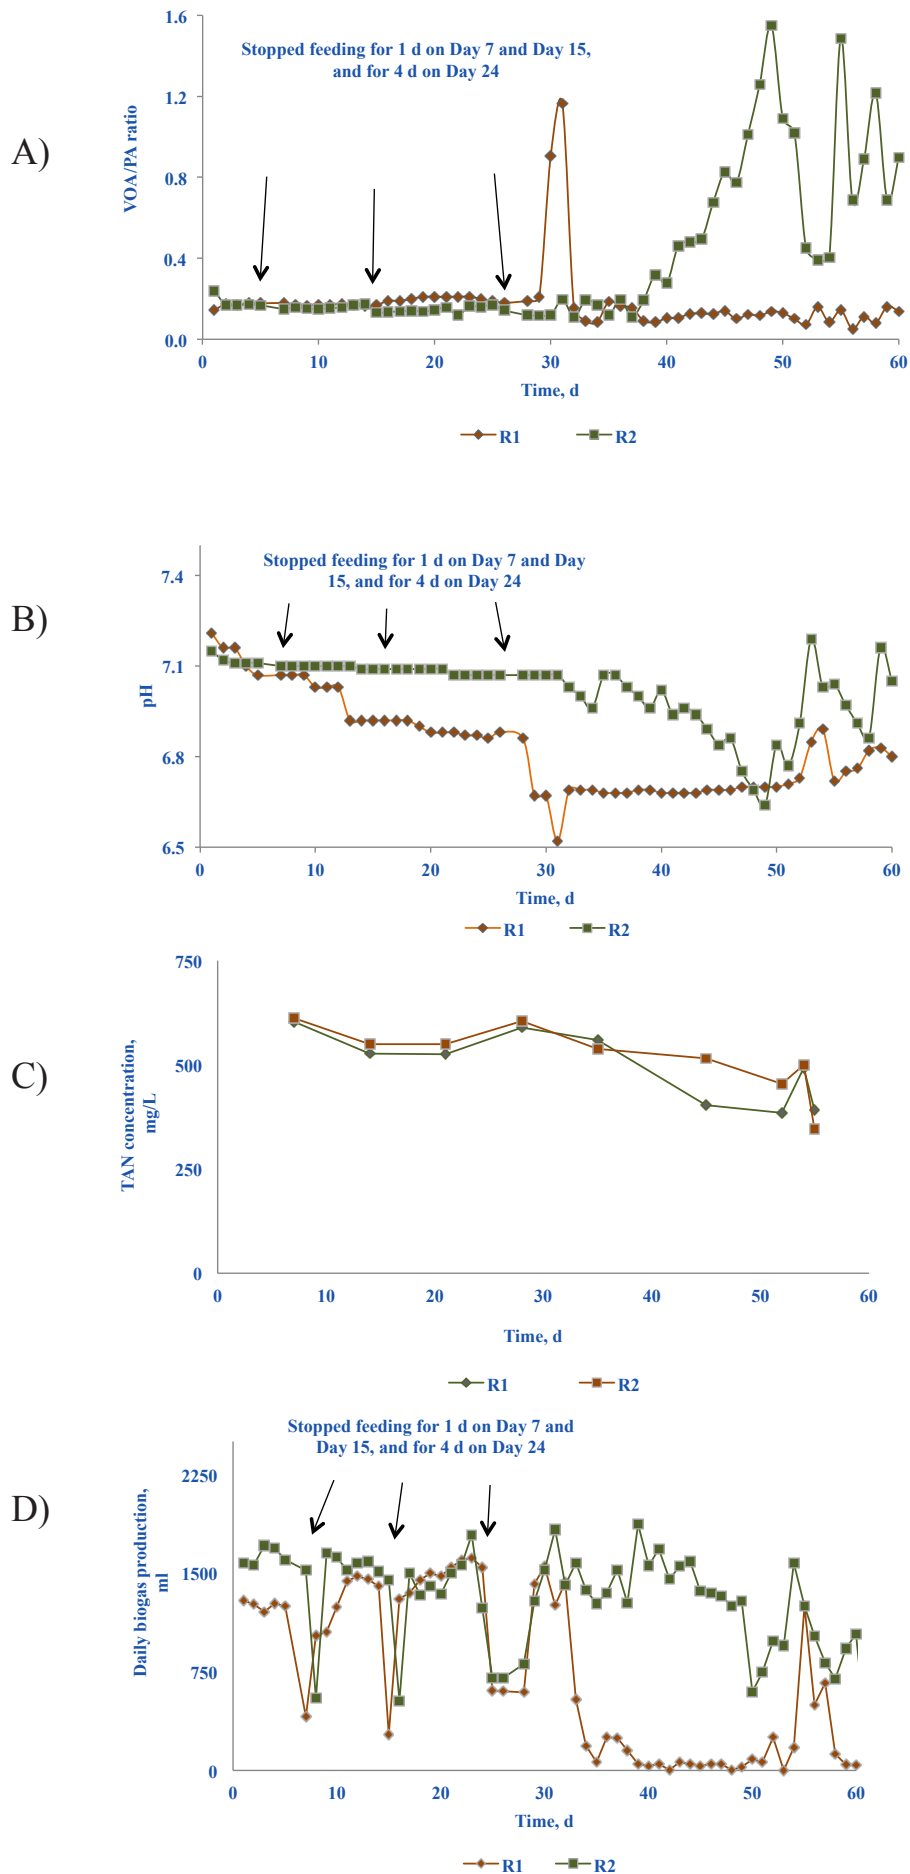 A)
VOA/PA ratio
1.6
1.2
0.8
0.4
0.0
Stopped feeding for 1 d on Day 7 and Day 15,
and for 4 d on Day 24
0 10 20 30 40 50 60
Time, d
R1 R2
B)
pH
7.4
7.1
6.8
6.5
Stopped feeding for 1 d on Day 7 and Day
15, and for 4 d on Day 24
0 10 20 30 40 50 60
Time, d
R1 R2
C)
TAN concentration,
mg/L
750
500
250
0
0 10 20 30 40 50 60
Time, d
R1 R2
D)
Daily biogas production,
ml
Stopped feeding for 1 d on Day 7 and
Day 15, and for 4 d on Day 24
2250
1500
750
0
0 10 20 30 40 50 60
Time, d
R1 R2